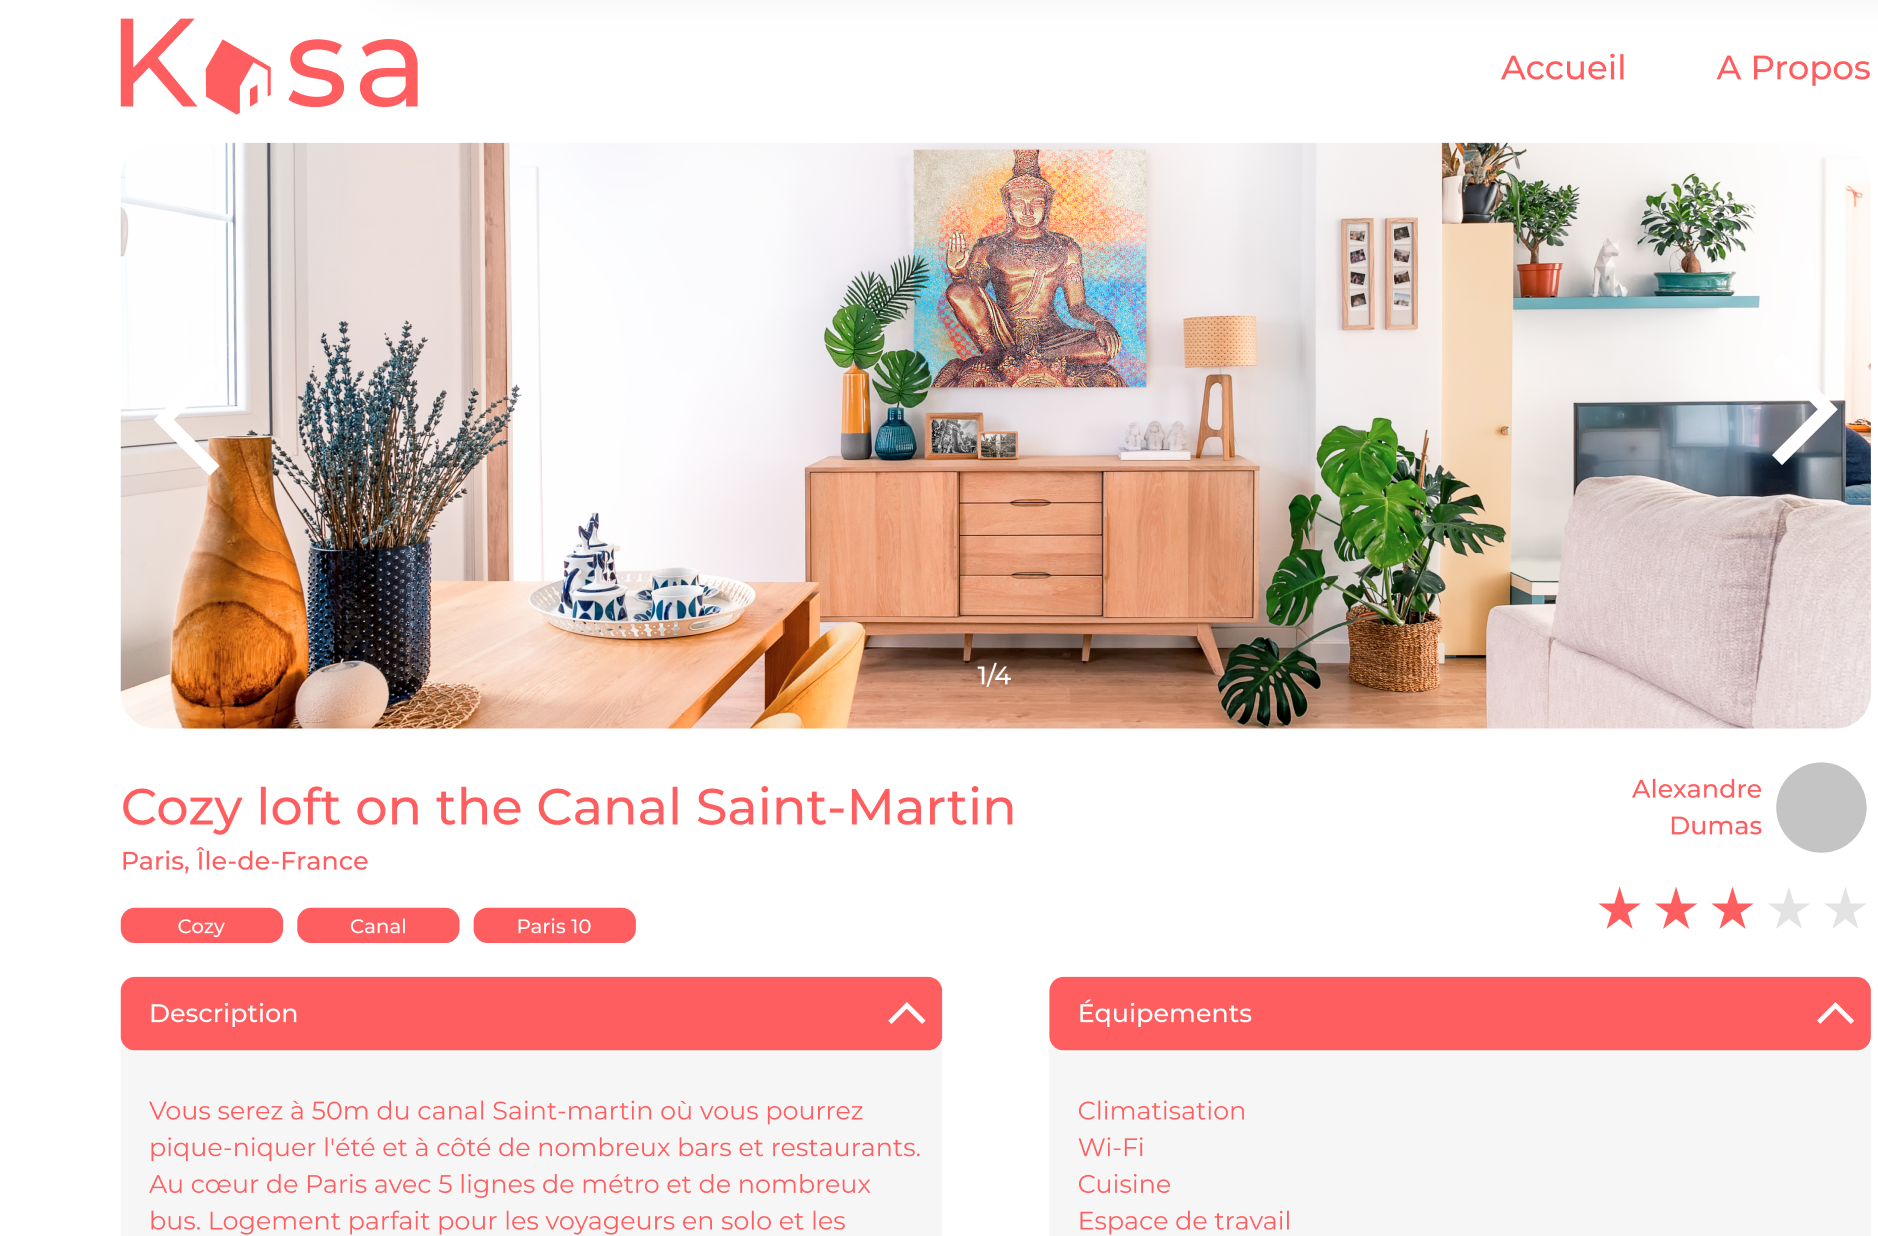 Kasa
Accueil
A Propos
1/4
Cozy loft on the Canal Saint-Martin
Paris, Île-de-France
Alexandre
Dumas
Cozy
Canal
Paris 10
Description
Vous serez à 50m du canal Saint-martin où vous pourrez
pique-niquer l'été et à côté de nombreux bars et restaurants.
Au cœur de Paris avec 5 lignes de métro et de nombreux
bus. Logement parfait pour les voyageurs en solo et les
Équipements
Climatisation
Wi-Fi
Cuisine
Espace de travail